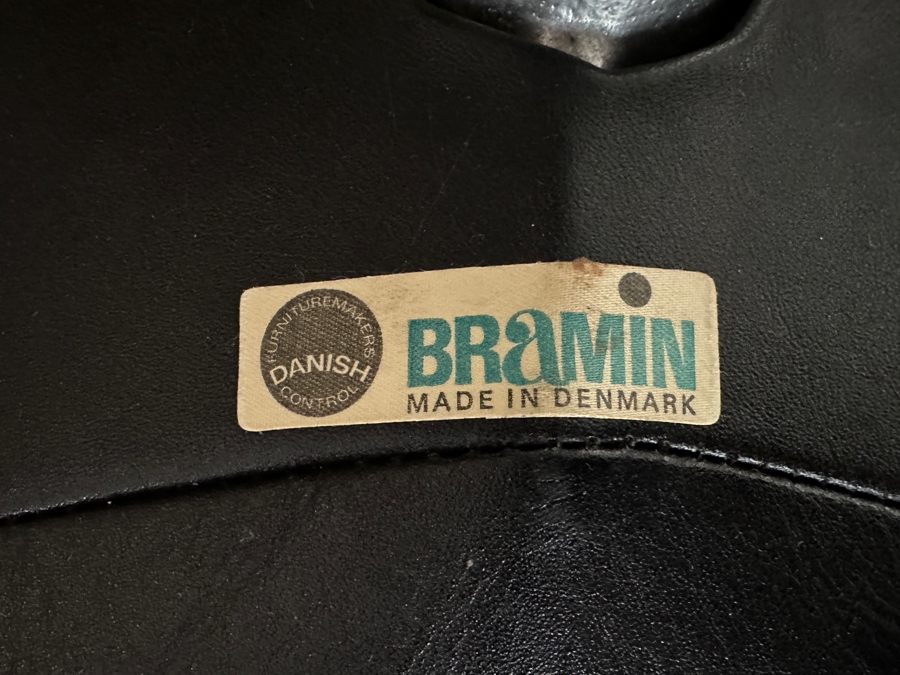 FURNITUREMAKERS
DANISH
CONTROL
BRaMIN
MADE IN DENMARK